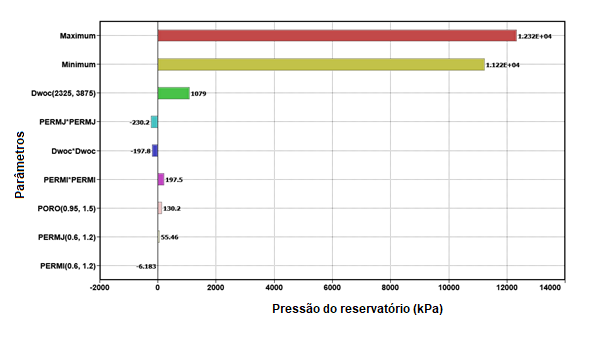 Maximum
1.232E+04
Minimum
1.122E+04
Dwoc(2325, 3875)
1079
PERMJ*PERMJ
-230.2
Dwoc*Dwoc
-197.8
PERMI*PERMI
197.5
PORO(0.95, 1.5)
130.2
PERMJ(0.6, 1.2)
55.46
PERMI(0.6, 1.2)
-6.183
-2000 0 2000 4000 6000 8000 10000 12000 14000
Parâmetros
Pressão do reservatório (kPa)